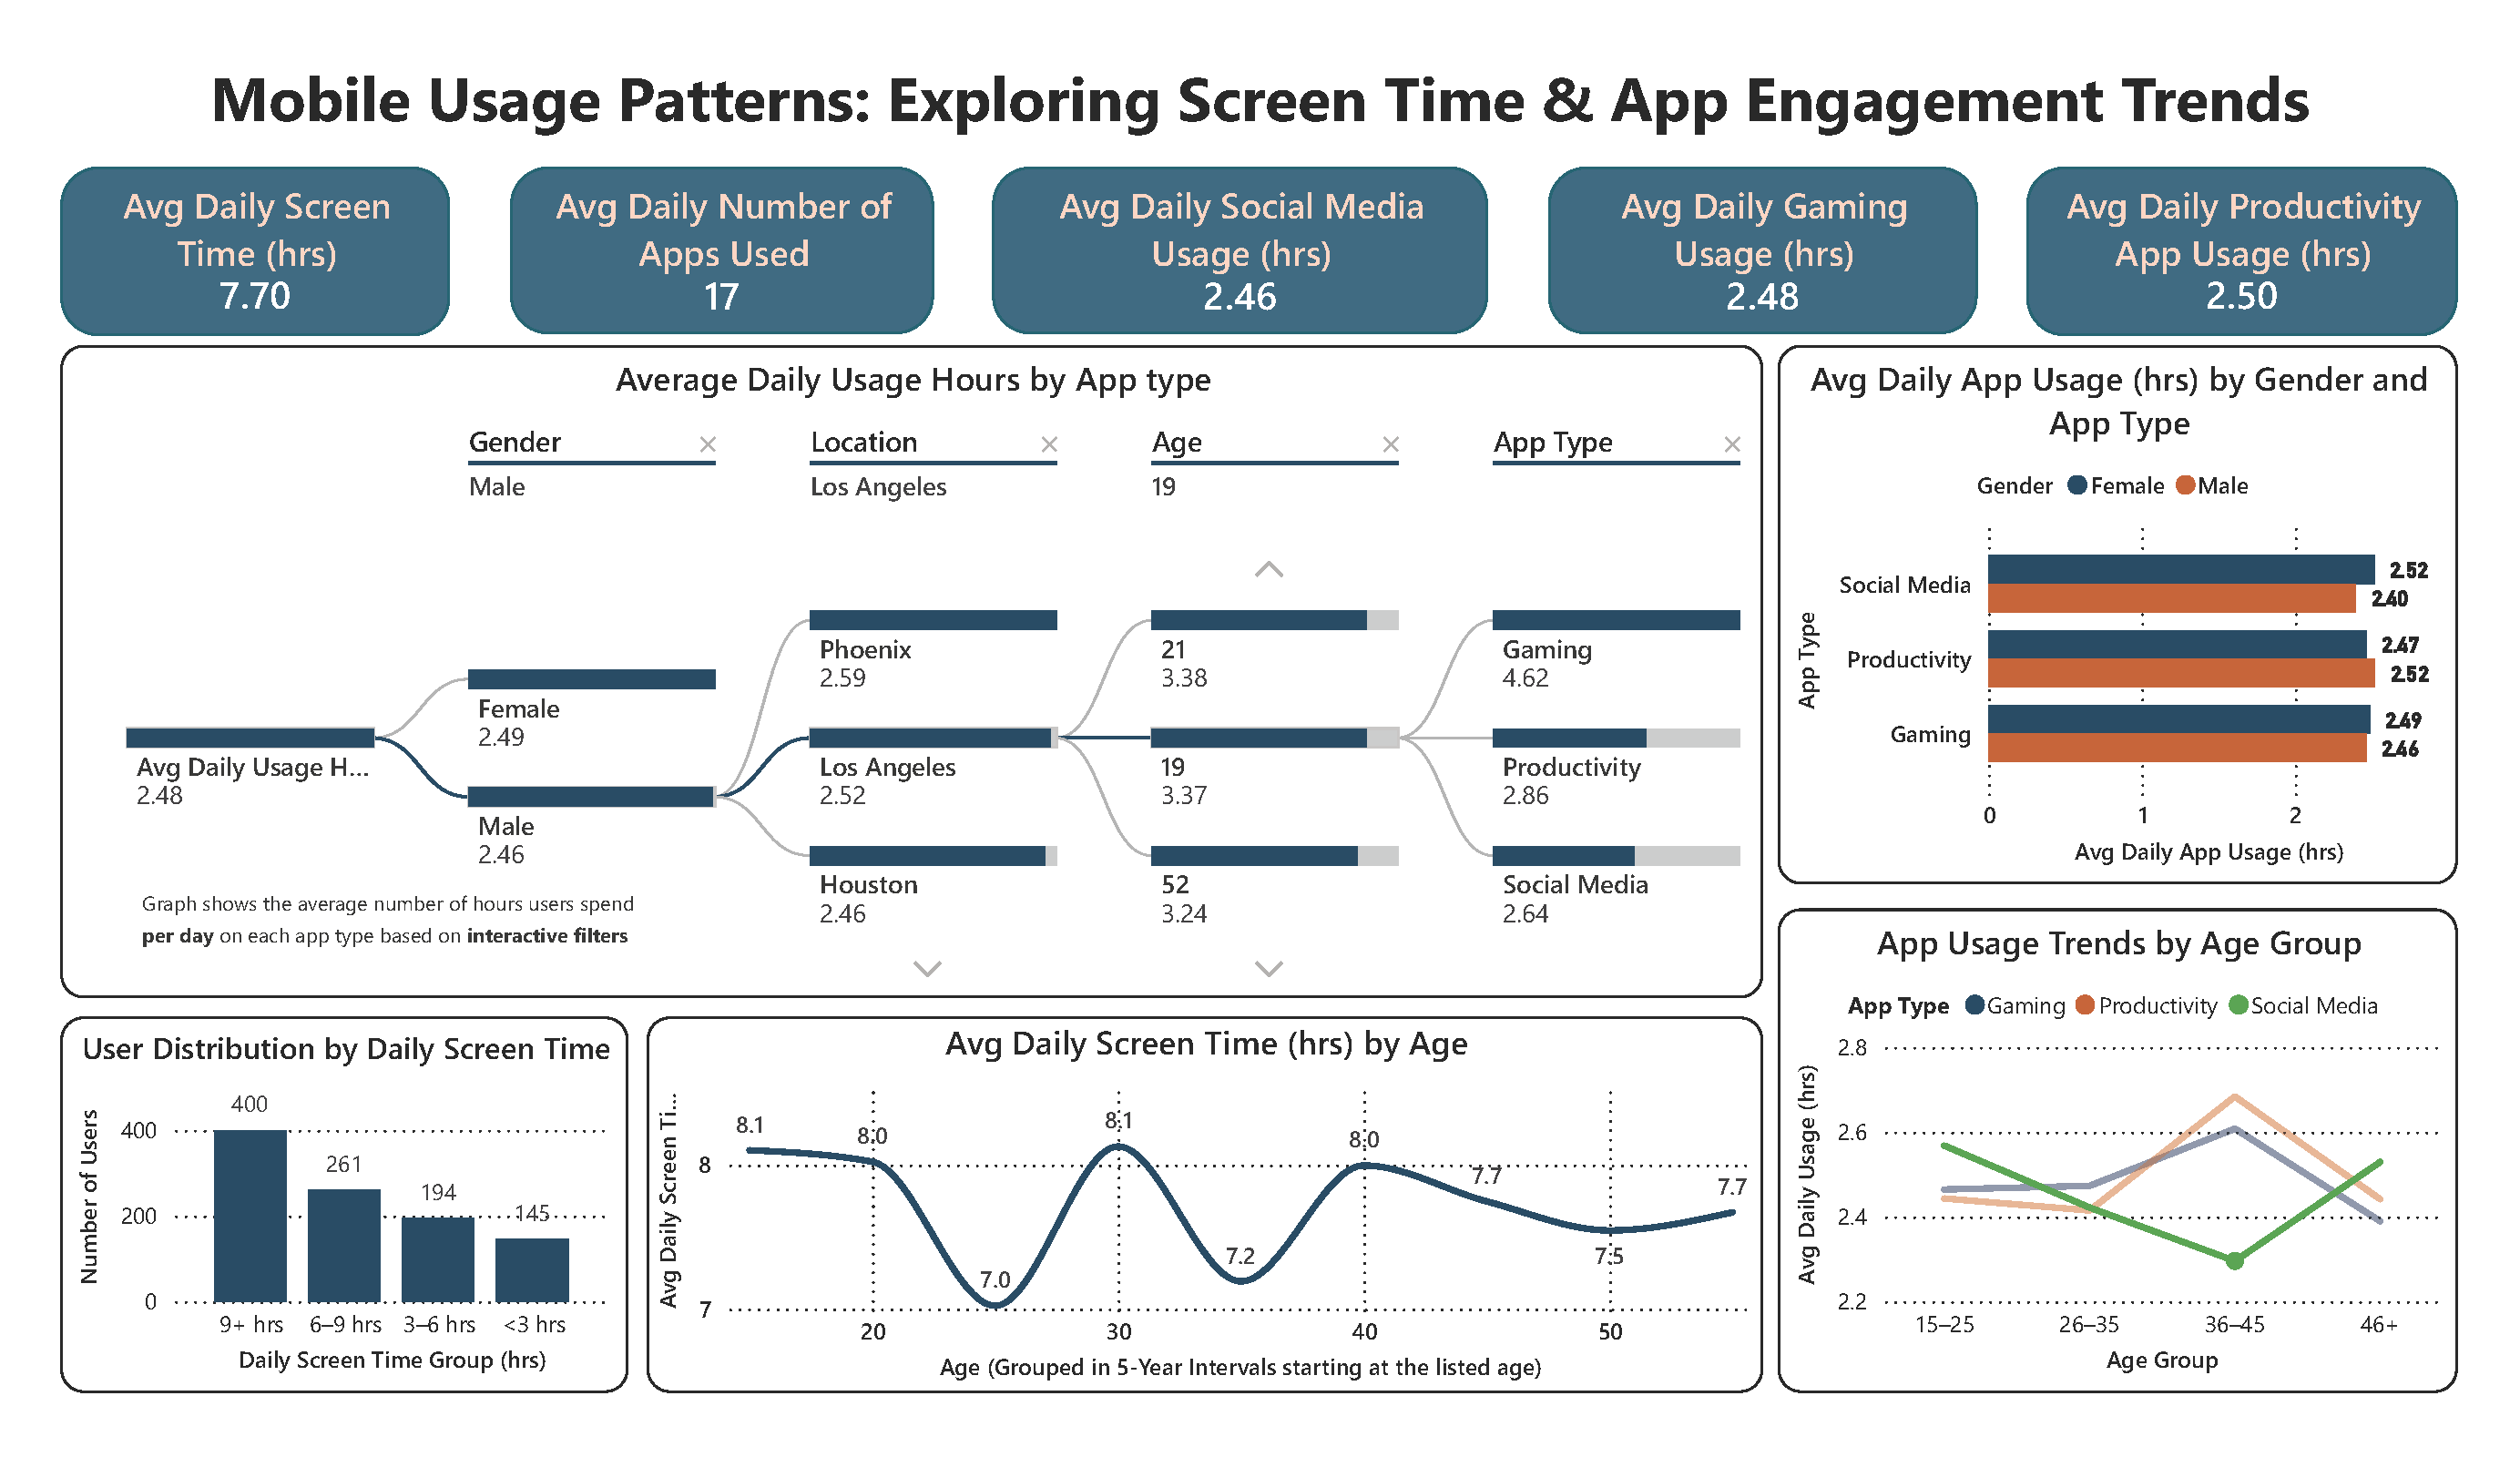 Mobile Usage Patterns: Exploring Screen Time & App Engagement Trends
Avg Daily Screen
Time (hrs)
7.70
Avg Daily Number of
Apps Used
17
Avg Daily Social Media
Usage (hrs)
2.46
Avg Daily Gaming
Usage (hrs)
2.48
Avg Daily Productivity
App Usage (hrs)
2.50
Average Daily Usage Hours by App type
Gender
Male
Location
Los Angeles
Age
19
App Type
Avg Daily Usage H...
2.48
Female
2.49
Male
2.46
Phoenix
2.59
Los Angeles
2.52
Houston
2.46
21
3.38
19
3.37
52
3.24
Gaming
4.62
Productivity
2.86
Social Media
2.64
Graph shows the average number of hours users spend
per day on each app type based on interactive filters
Avg Daily App Usage (hrs) by Gender and
App Type
Gender Female Male
App Type
Social Media
2.52
2.40
Productivity
2.47
2.52
Gaming
2.49
2.46
0 1 2
Avg Daily App Usage (hrs)
User Distribution by Daily Screen Time
Number of Users
400
200
0
400
261
194
145
9+ hrs 6–9 hrs 3–6 hrs <3 hrs
Daily Screen Time Group (hrs)
Avg Daily Screen Time (hrs) by Age
Avg Daily Screen Ti...
8
7
8.1
8.0
7.0
8.1
7.2
8.0
7.7
7.5
7.7
20 30 40 50
Age (Grouped in 5-Year Intervals starting at the listed age)
App Usage Trends by Age Group
App Type Gaming Productivity Social Media
Avg Daily Usage (hrs)
2.8
2.6
2.4
2.2
15–25 26–35 36–45 46+
Age Group